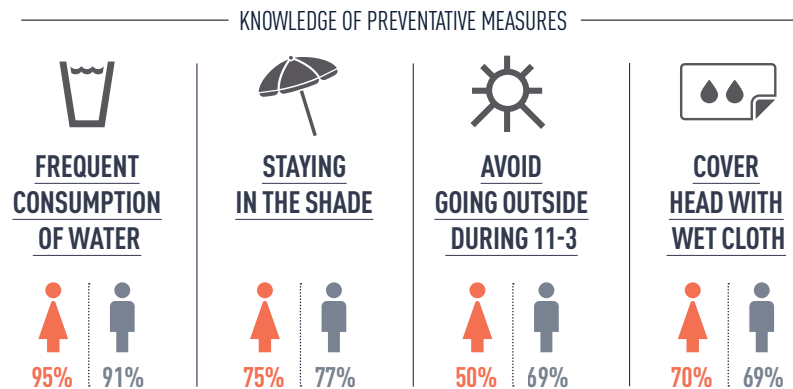 KNOWLEDGE OF PREVENTATIVE MEASURES
FREQUENT
CONSUMPTION
OF WATER
95% 91%
STAYING
IN THE SHADE
75% 77%
AVOID
GOING OUTSIDE
DURING 11-3
50% 69%
COVER
HEAD WITH
WET CLOTH
70% 69%